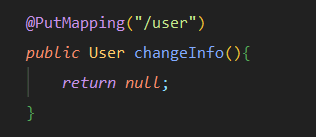 @PutMapping("/user")
public User changeInfo(){
    return null;
}